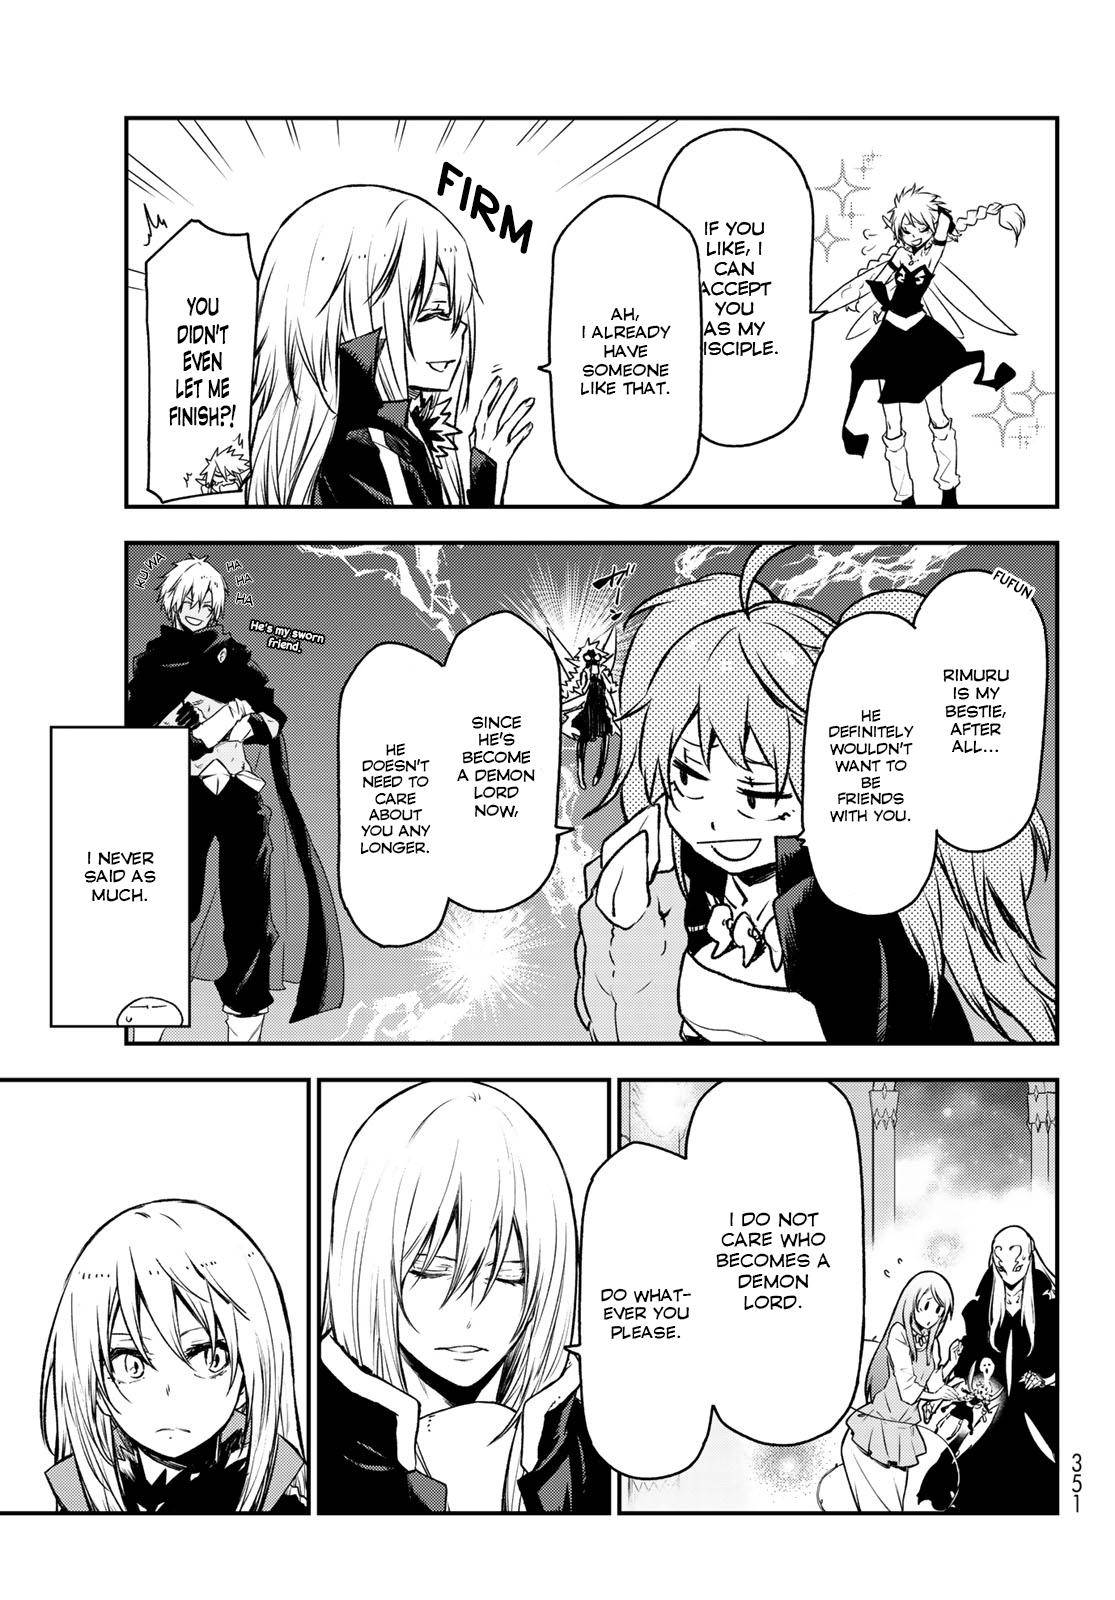 IF YOU
LIKE, I
CAN
ACCEPT
YOU
AS MY
DISCIPLE.
AH,
I ALREADY
HAVE
SOMEONE
LIKE THAT.
FIRM
YOU
DIDN'T
EVEN
LET ME
FINISH?!
FUFUN
RIMURU
IS MY
BESTIE,
AFTER
ALL...
HE
DEFINITELY
WOULDN'T
WANT TO
BE
FRIENDS
WITH YOU.
ガーン
SINCE
HE'S
BECOME
A DEMON
LORD
NOW,
HE
DOESN'T
NEED TO
CARE
ABOUT
YOU ANY
LONGER.
KUWA
HA
HA
HA
He's my sworn
friend.
I NEVER
SAID AS
MUCH.
I DO NOT
CARE WHO
BECOMES A
DEMON
LORD.
DO WHAT-
EVER YOU
PLEASE.
351